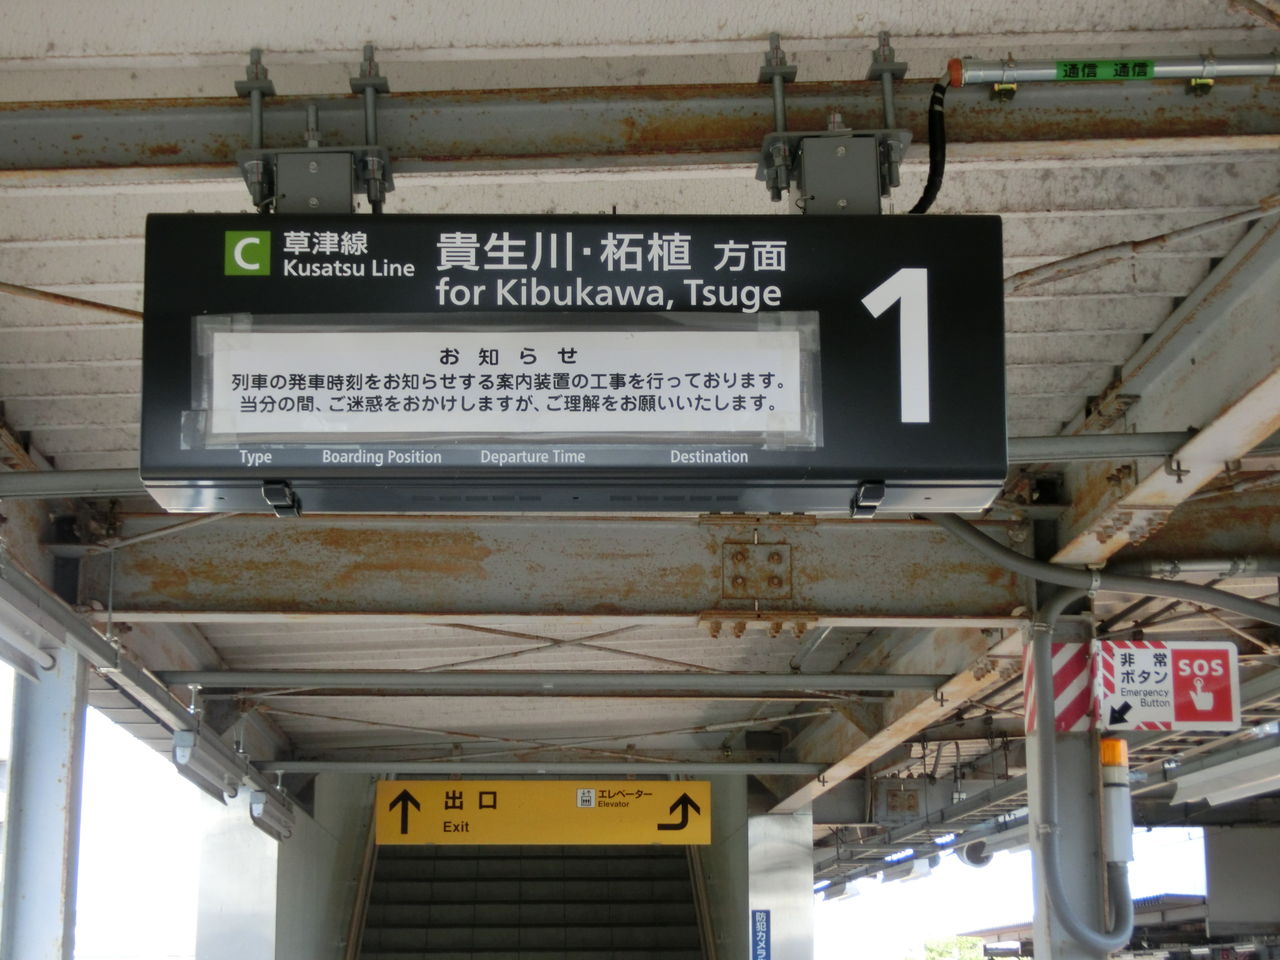 通信 通信
C 草津線
Kusatsu Line
貴生川・柘植 方面
for Kibukawa, Tsuge
1
お知らせ
列車の発車時刻をお知らせする案内装置の工事を行っております。
当分の間、ご迷惑をおかけしますが、ご理解をお願いいたします。
Type Boarding Position Departure Time Destination
非常
ボタン
Emergency
Button
SOS
出口
Exit
エレベーター
Elevator
防犯カメラ